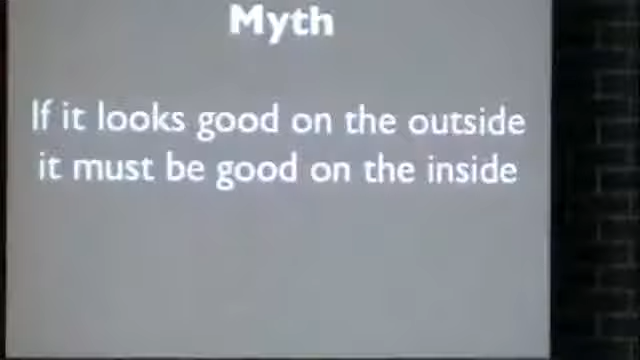 Myth
If it looks good on the outside
it must be good on the inside